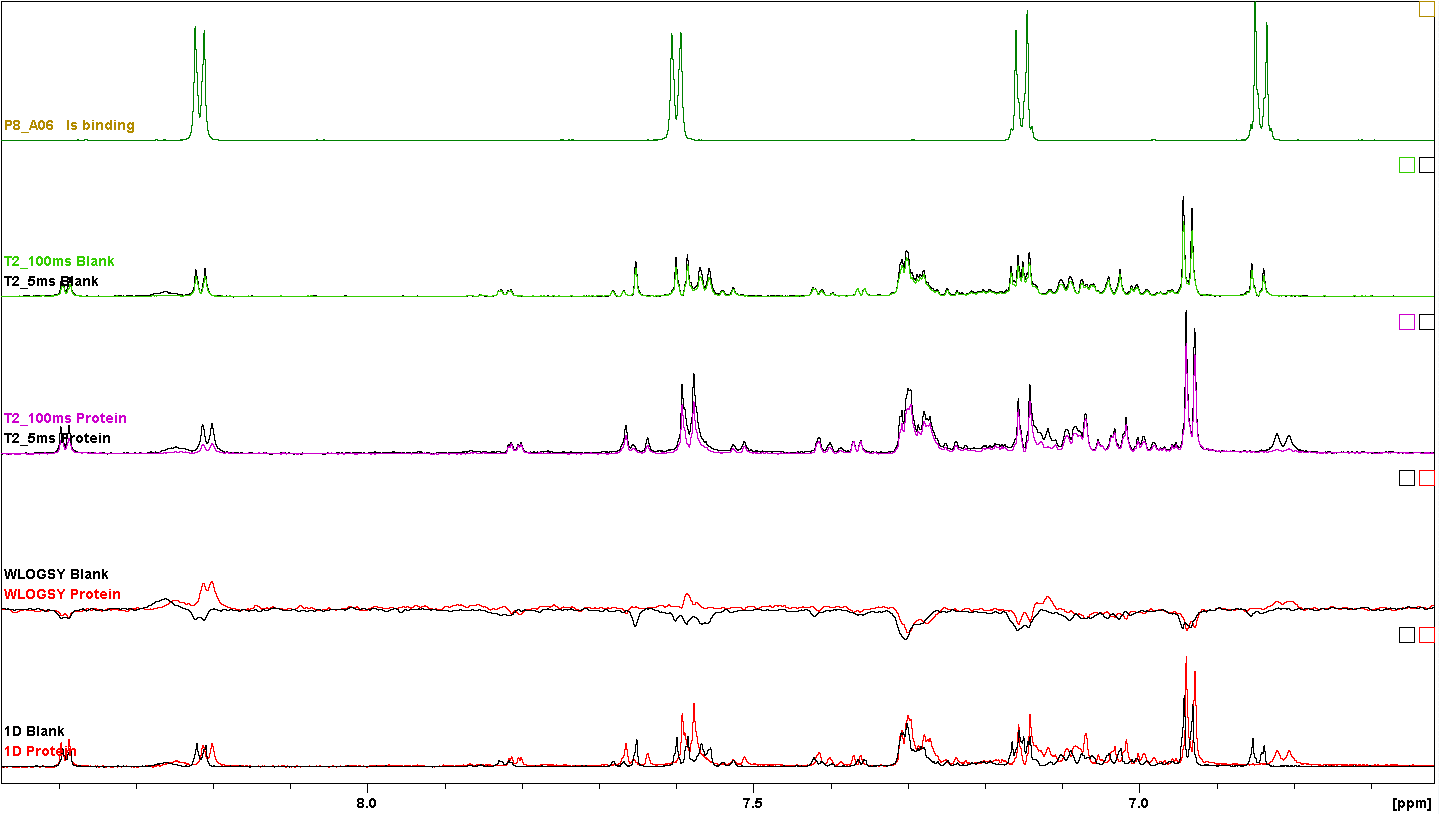 P8_A06 Is binding
T2_100ms Blank
T2_5ms Blank
T2_100ms Protein
T2_5ms Protein
WLOGSY Blank
WLOGSY Protein
1D Blank
1D Protein
8.0 7.5 7.0 [ppm]